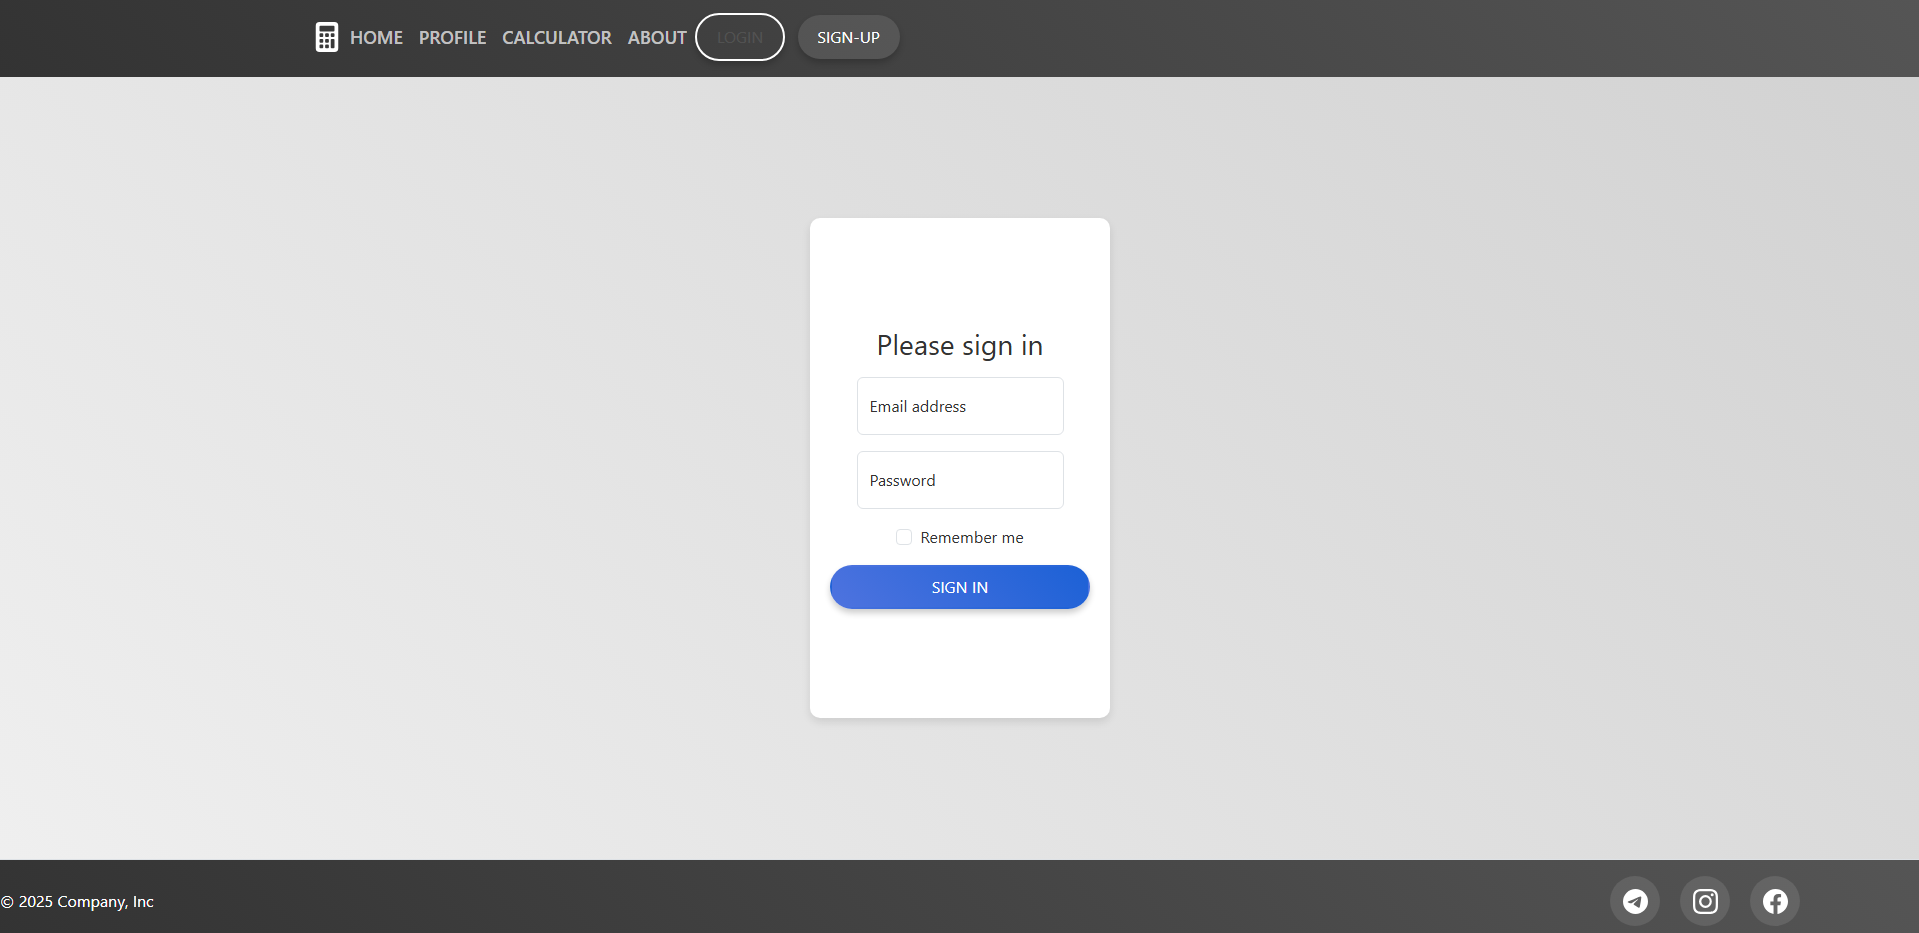 HOME PROFILE CALCULATOR ABOUT LOGIN SIGN-UP
Please sign in
Email address
Password
Remember me
SIGN IN
© 2025 Company, Inc